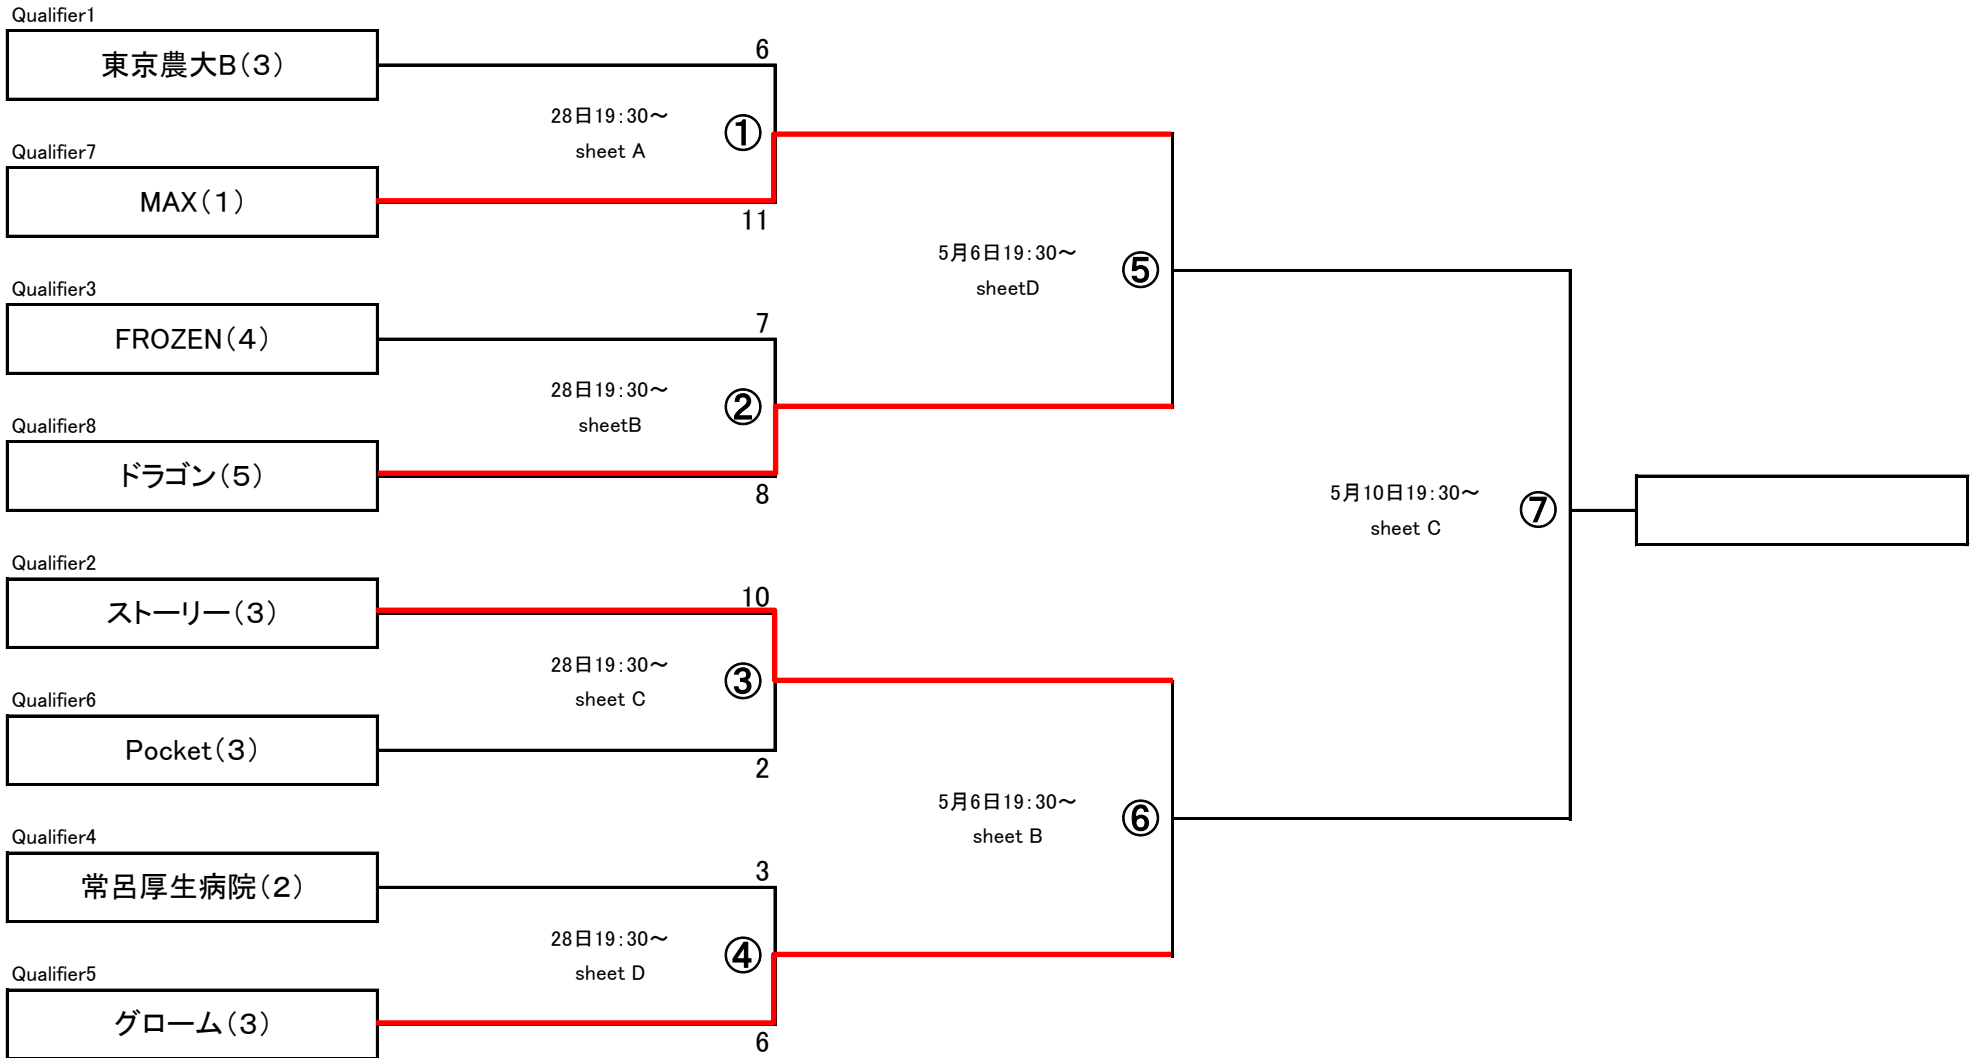 Qualifier1
東京農大B(3)
6
28日19:30～
sheet A
①
Qualifier7
MAX(1)
11
5月6日19:30～
sheetD
⑤
Qualifier3
FROZEN(4)
7
28日19:30～
sheetB
②
Qualifier8
ドラゴン(5)
8
5月10日19:30～
sheet C
⑦
Qualifier2
ストーリー(3)
10
28日19:30～
sheet C
③
Qualifier6
Pocket(3)
2
5月6日19:30～
sheet B
⑥
Qualifier4
常呂厚生病院(2)
3
28日19:30～
sheet D
④
Qualifier5
グローム(3)
6